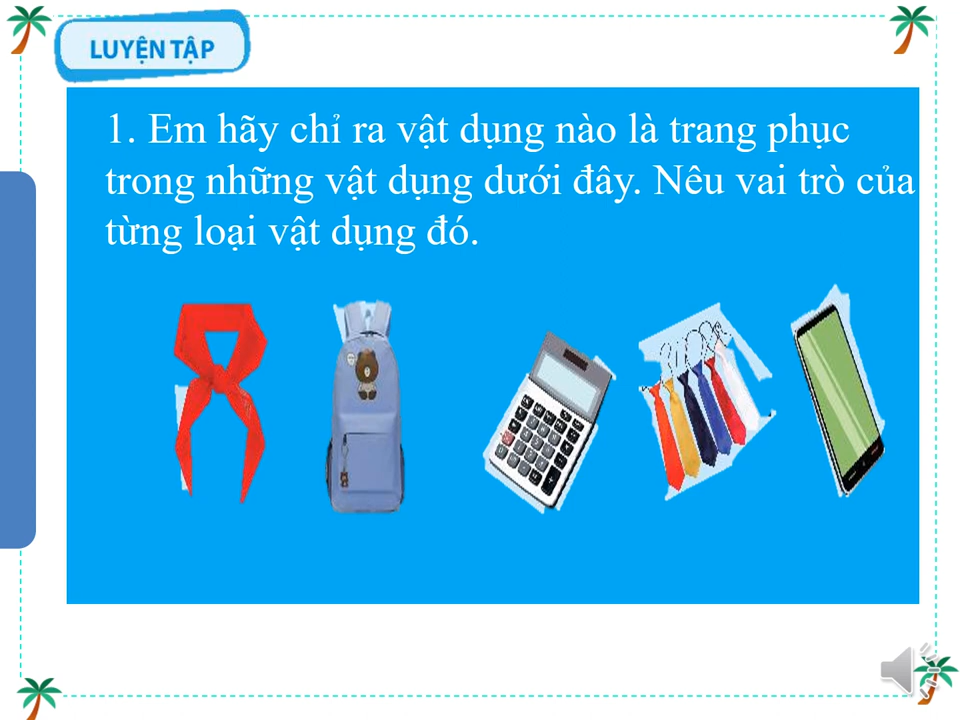 LUYỆN TẬP
1. Em hãy chỉ ra vật dụng nào là trang phục
trong những vật dụng dưới đây. Nêu vai trò của
từng loại vật dụng đó.